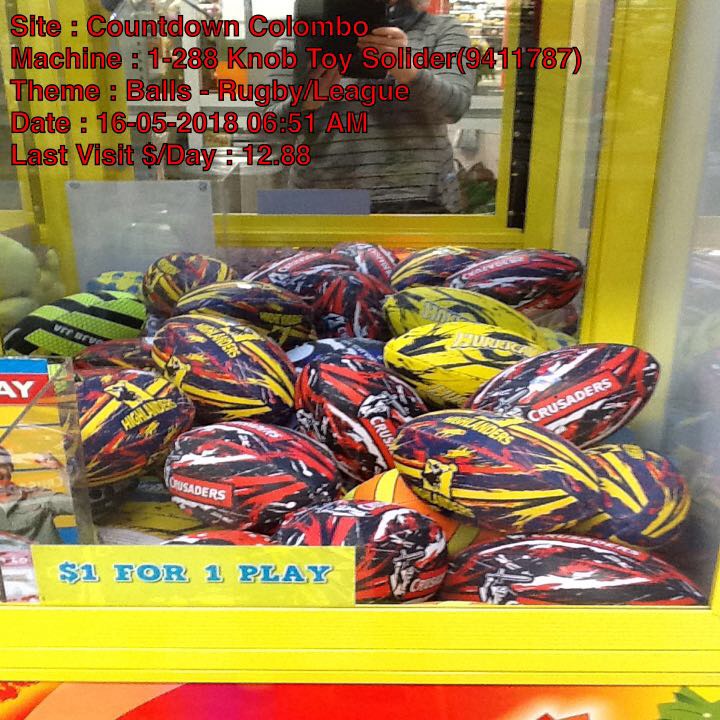 Site : Countdown Colombo
Machine : 1-288 Knob Toy Solider(9411787)
Theme : Balls - Rugby/League
Date : 16-05-2018 06:51 AM
Last Visit $/Day : 12.88
HIGHLANDERS
CRUSADERS
HIGHLANDERS
HIGHLANDERS
CRUSADERS
CRUSADERS
AY
$1 FOR 1 PLAY